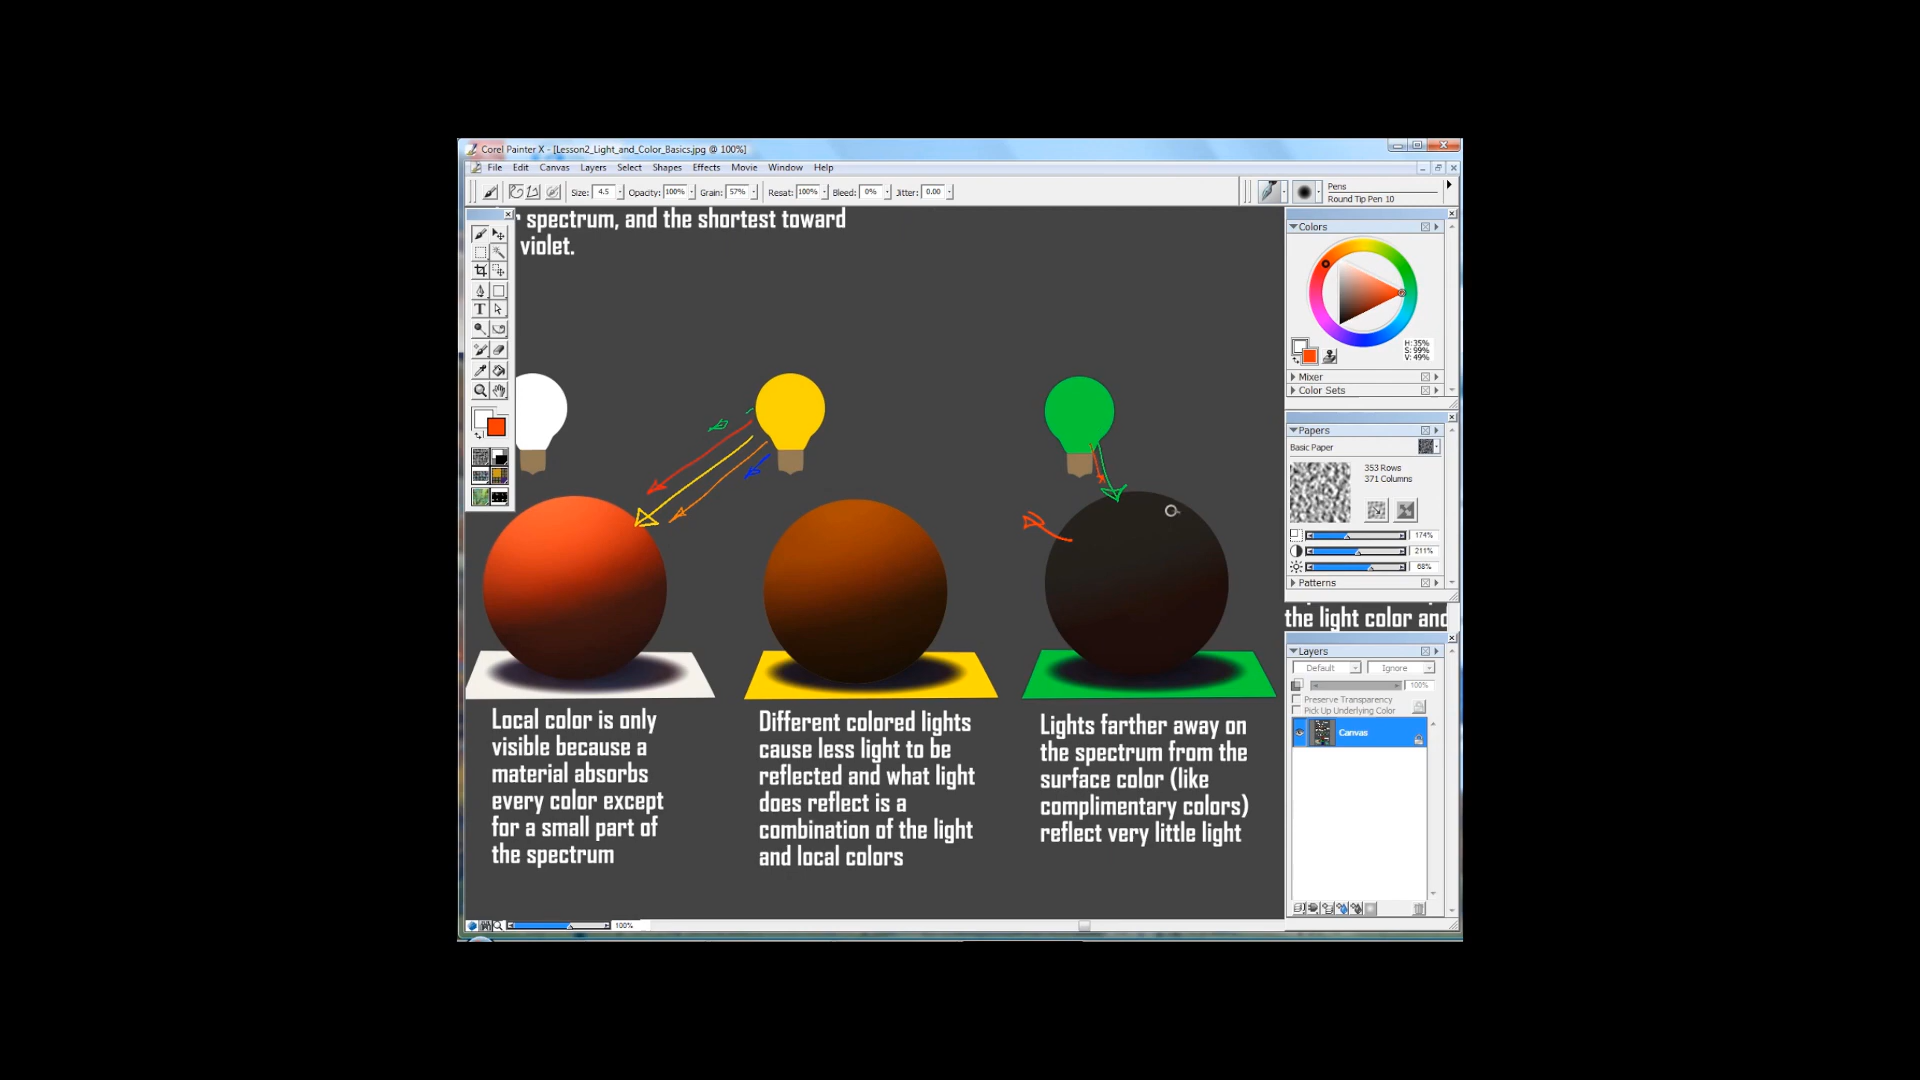 Corel Painter X - [Lesson2_Light_and_Color_Basics.jpg @ 100%]
File Edit Canvas Layers Select Shapes Effects Movie Window Help
Size: 4.5 Opacity: 100% Grain: 57% Resat: 100% Bleed: 0% Jitter: 0.00
Pens
Round Tip Pen 10
spectrum, and the shortest toward
violet.
Colors
H: 35%
S: 99%
V: 49%
Mixer
Color Sets
Papers
Basic Paper
353 Rows
371 Columns
174%
211%
68%
Patterns
the light color and
Layers
Default Ignore
100%
Preserve Transparency
Pick Up Underlying Color
Canvas
Local color is only
visible because a
material absorbs
every color except
for a small part of
the spectrum
Different colored lights
cause less light to be
reflected and what light
does reflect is a
combination of the light
and local colors
Lights farther away on
the spectrum from the
surface color (like
complimentary colors)
reflect very little light
100%